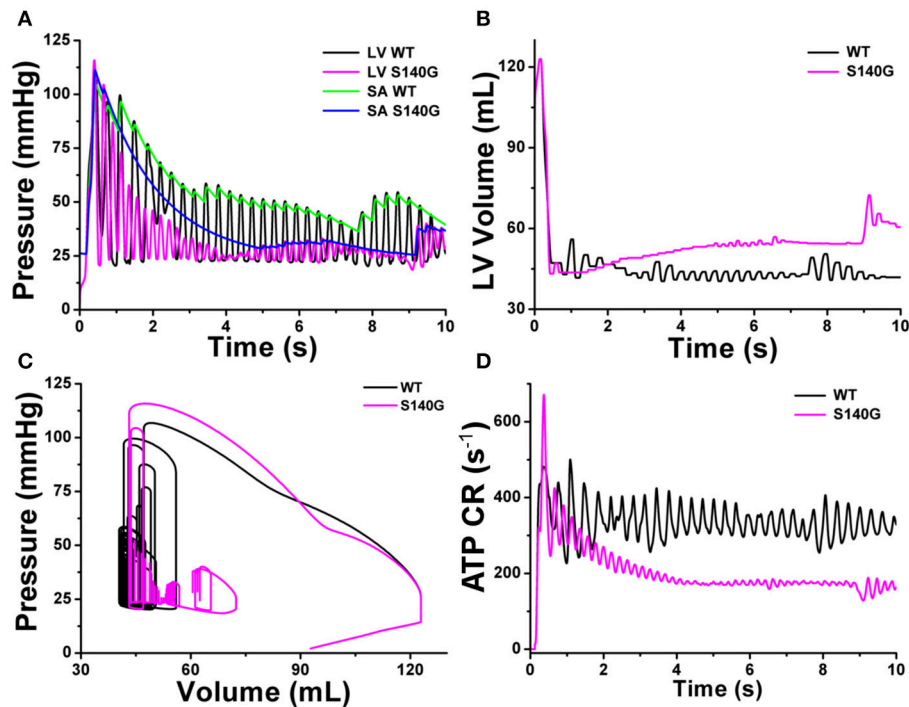 A
LV WT
LV S140G
SA WT
SA S140G
Pressure (mmHg)
125
100
75
50
25
0
0 2 4 6 8 10
Time (s)
B
WT
S140G
LV Volume (mL)
120
90
60
30
0 2 4 6 8 10
Time (s)
C
WT
S140G
Pressure (mmHg)
125
100
75
50
25
0
30 60 90 120
Volume (mL)
D
WT
S140G
ATP CR (s⁻¹)
600
400
200
0
0 2 4 6 8 10
Time (s)